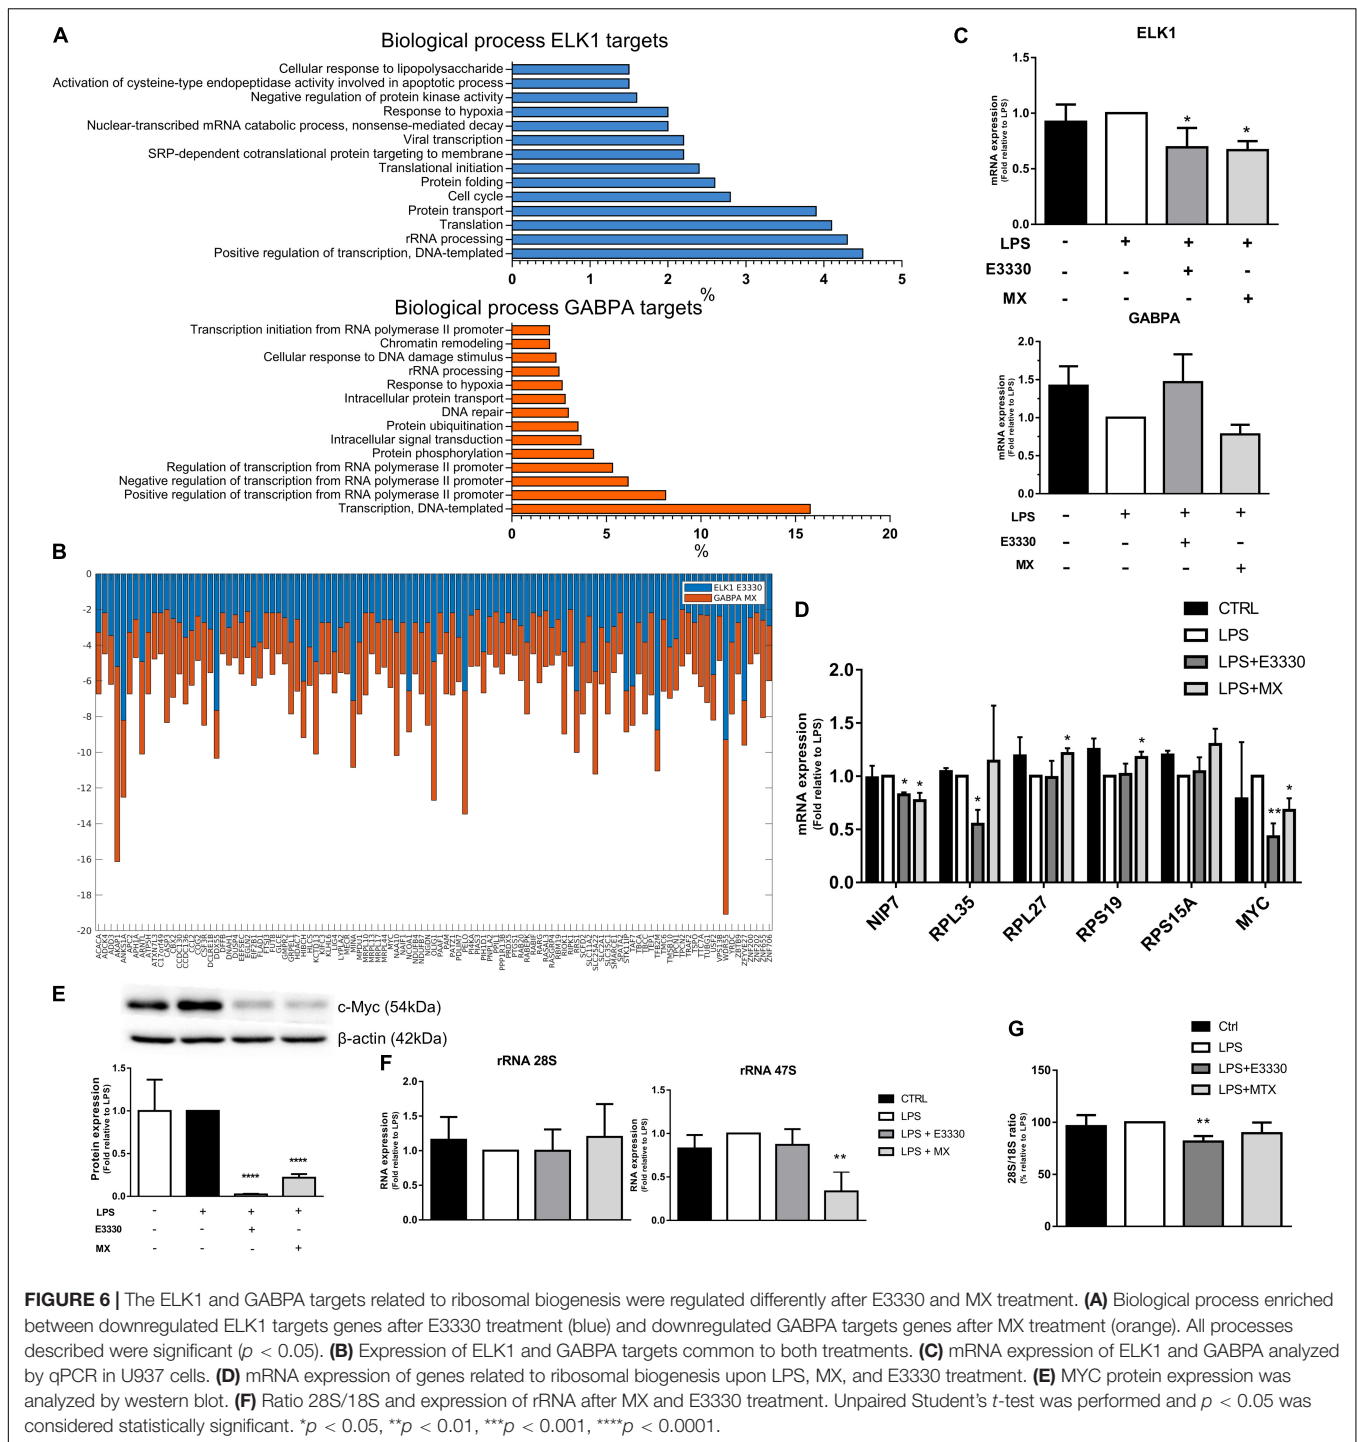 A
Biological process ELK1 targets
Cellular response to lipopolysaccharide
Activation of cysteine-type endopeptidase activity involved in apoptotic process
Negative regulation of protein kinase activity
Response to hypoxia
Nuclear-transcribed mRNA catabolic process, nonsense-mediated decay
Viral transcription
SRP-dependent cotranslational protein targeting to membrane
Translational initiation
Protein folding
Cell cycle
Protein transport
Translation
rRNA processing
Positive regulation of transcription, DNA-templated
0 1 2 3 4 5
%
Biological process GABPA targets
Transcription initiation from RNA polymerase II promoter
Chromatin remodeling
Cellular response to DNA damage stimulus
rRNA processing
Response to hypoxia
Intracellular protein transport
DNA repair
Protein ubiquitination
Intracellular signal transduction
Protein phosphorylation
Regulation of transcription from RNA polymerase II promoter
Negative regulation of transcription from RNA polymerase II promoter
Positive regulation of transcription from RNA polymerase II promoter
Transcription, DNA-templated
0 5 10 15 20
%
B
0
-2
-4
-6
-8
-10
-12
-14
-16
-18
-20
ELK1 E3330
GABPA MX
C
ELK1
mRNA expression
(Fold relative to LPS)
1.5
1.0
0.5
0.0
* *
LPS - + + +
E3330 - - + -
MX - - - +
GABPA
mRNA expression
(Fold relative to LPS)
2.0
1.5
1.0
0.5
0.0
LPS - + + +
E3330 - - + -
MX - - - +
D
CTRL
LPS
LPS+E3330
LPS+MX
mRNA expression
(Fold relative to LPS)
2.0
1.5
1.0
0.5
0.0
* * * * * ** *
NIP7 RPL35 RPL27 RPS19 RPS15A MYC
E
c-Myc (54kDa)
β-actin (42kDa)
Protein expression
(Fold relative to LPS)
1.5
1.0
0.5
0.0
**** ****
LPS - + + +
E3330 - - + -
MX - - - +
F
rRNA 28S
RNA expression
(Fold relative to LPS)
2.0
1.5
1.0
0.5
0.0
rRNA 47S
RNA expression
(Fold relative to LPS)
1.5
1.0
0.5
0.0
**
CTRL
LPS
LPS + E3330
LPS + MX
G
Ctrl
LPS
LPS+E3330
LPS+MTX
28S/18S ratio
(% relative to LPS)
150
100
50
0
**
FIGURE 6 | The ELK1 and GABPA targets related to ribosomal biogenesis were regulated differently after E3330 and MX treatment. (A) Biological process enriched
between downregulated ELK1 targets genes after E3330 treatment (blue) and downregulated GABPA targets genes after MX treatment (orange). All processes
described were significant (p < 0.05). (B) Expression of ELK1 and GABPA targets common to both treatments. (C) mRNA expression of ELK1 and GABPA analyzed
by qPCR in U937 cells. (D) mRNA expression of genes related to ribosomal biogenesis upon LPS, MX, and E3330 treatment. (E) MYC protein expression was
analyzed by western blot. (F) Ratio 28S/18S and expression of rRNA after MX and E3330 treatment. Unpaired Student's t-test was performed and p < 0.05 was
considered statistically significant. *p < 0.05, **p < 0.01, ***p < 0.001, ****p < 0.0001.